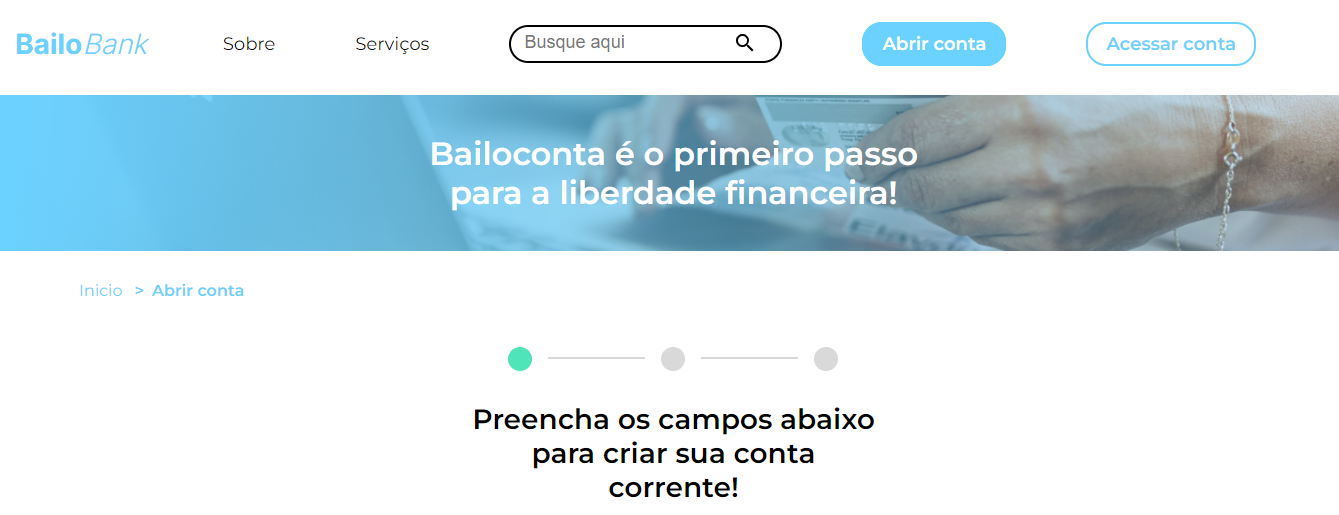 BailoBank
Sobre
Serviços
Busque aqui
Abrir conta
Acessar conta
Bailoconta é o primeiro passo
para a liberdade financeira!
Inicio > Abrir conta
Preencha os campos abaixo
para criar sua conta
corrente!